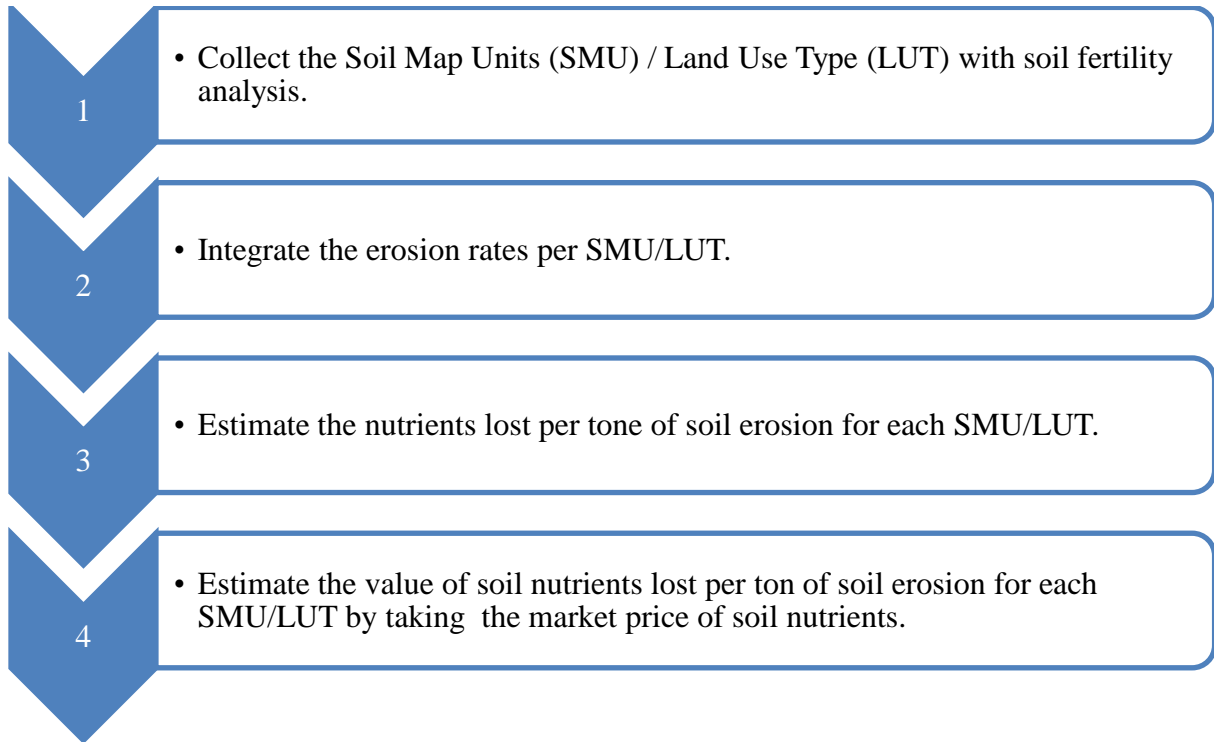 1
• Collect the Soil Map Units (SMU) / Land Use Type (LUT) with soil fertility
analysis.
2
• Integrate the erosion rates per SMU/LUT.
3
• Estimate the nutrients lost per tone of soil erosion for each SMU/LUT.
4
• Estimate the value of soil nutrients lost per ton of soil erosion for each
SMU/LUT by taking  the market price of soil nutrients.